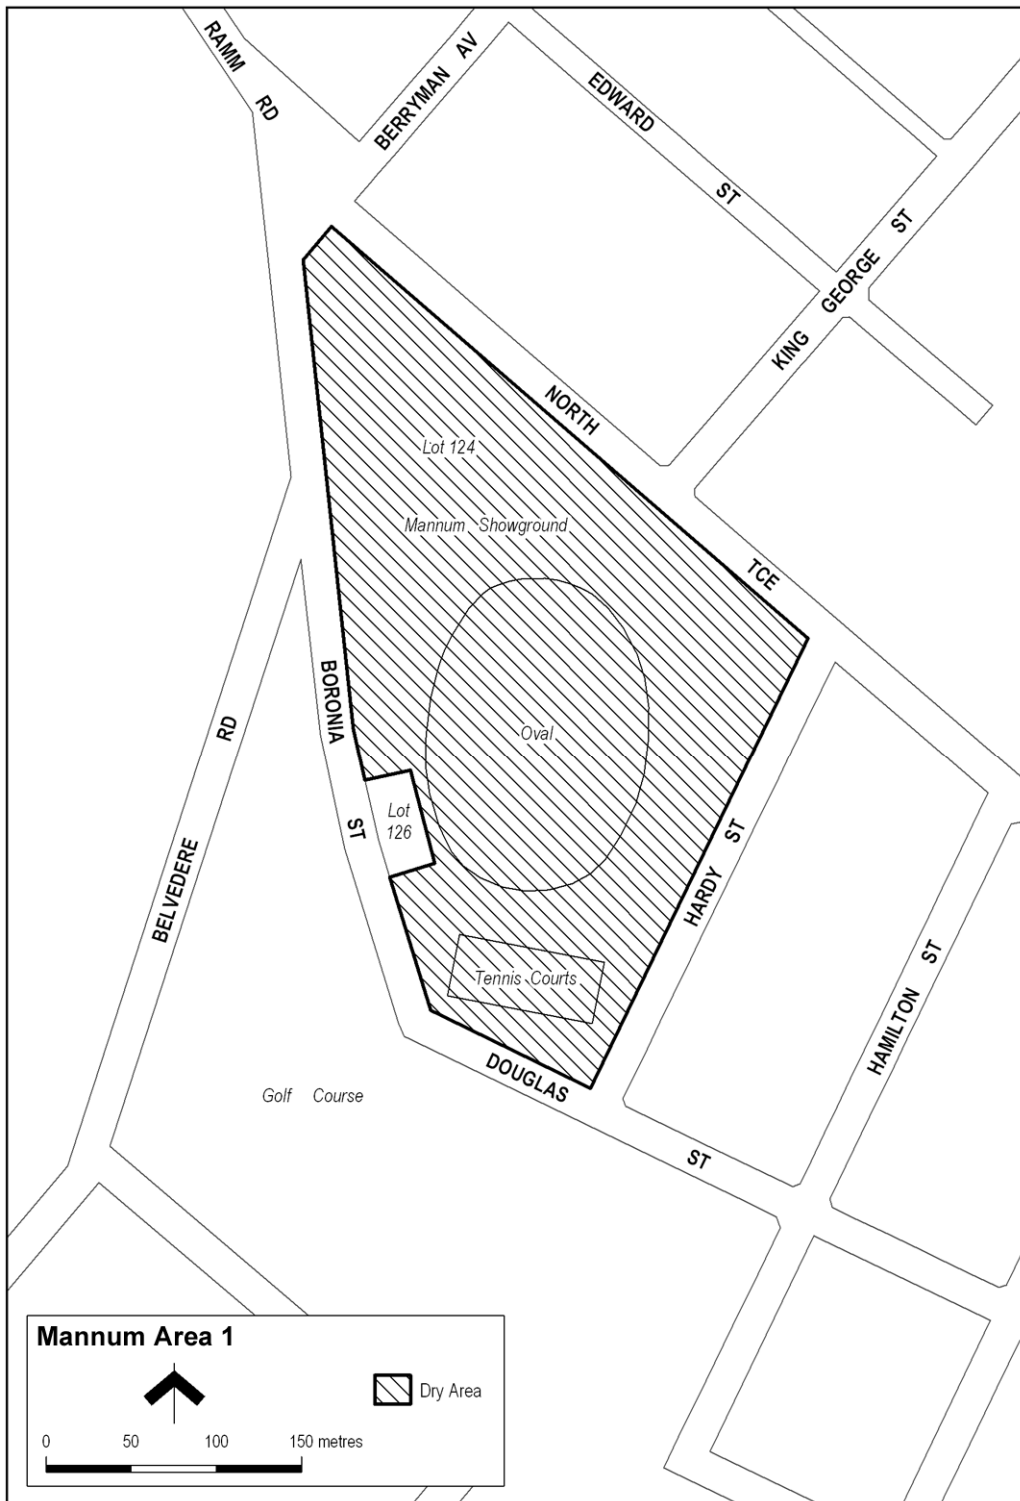 RAMM
RD
BERRYMAN AV
EDWARD
ST
KING GEORGE ST
NORTH
TCE
Lot 124
Mannum Showground
Oval
BORONIA
ST
Lot
126
RD
BELVEDERE
HARDY ST
HAMILTON ST
Tennis Courts
DOUGLAS
ST
Golf Course
Mannum Area 1
Dry Area
0 50 100 150 metres